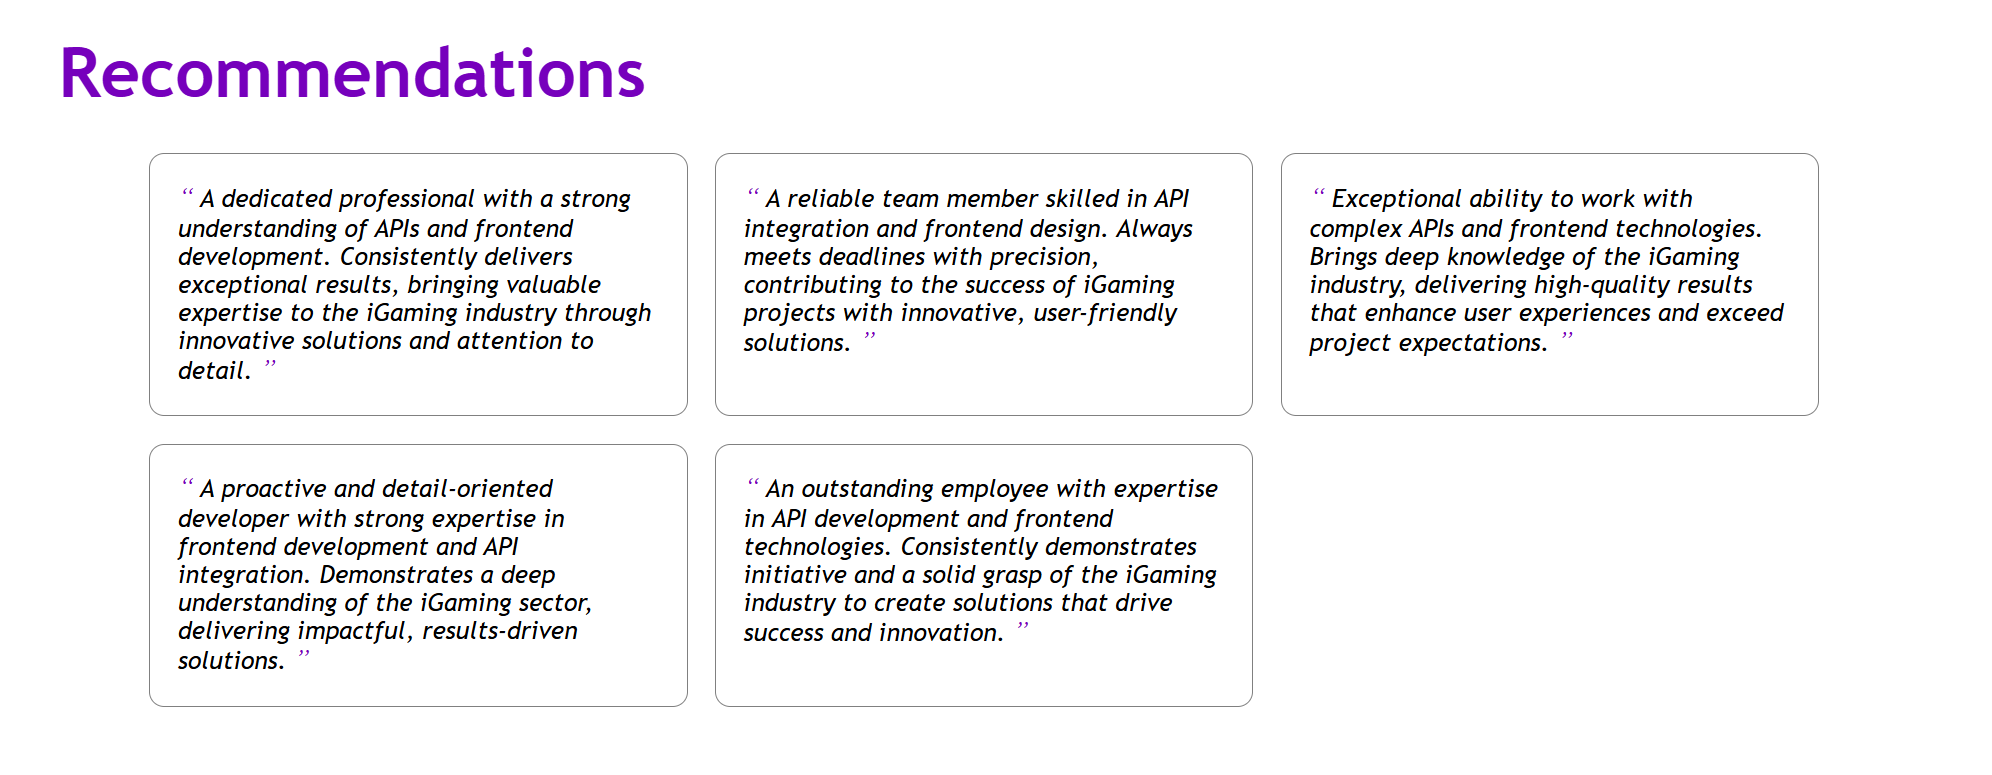 Recommendations
“ A dedicated professional with a strong
understanding of APIs and frontend
development. Consistently delivers
exceptional results, bringing valuable
expertise to the iGaming industry through
innovative solutions and attention to
detail. ”
“ A reliable team member skilled in API
integration and frontend design. Always
meets deadlines with precision,
contributing to the success of iGaming
projects with innovative, user-friendly
solutions. ”
“ Exceptional ability to work with
complex APIs and frontend technologies.
Brings deep knowledge of the iGaming
industry, delivering high-quality results
that enhance user experiences and exceed
project expectations. ”
“ A proactive and detail-oriented
developer with strong expertise in
frontend development and API
integration. Demonstrates a deep
understanding of the iGaming sector,
delivering impactful, results-driven
solutions. ”
“ An outstanding employee with expertise
in API development and frontend
technologies. Consistently demonstrates
initiative and a solid grasp of the iGaming
industry to create solutions that drive
success and innovation. ”